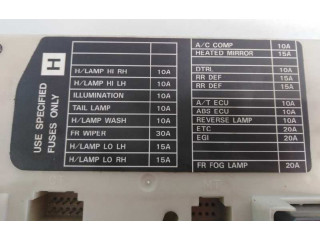 USE SPECIFIED
FUSES ONLY
H
H/LAMP HI RH 10A
H/LAMP HI LH 10A
ILLUMINATION 10A
TAIL LAMP 10A
H/LAMP WASH 10A
FR WIPER 30A
H/LAMP LO LH 15A
H/LAMP LO RH 15A
A/C COMP 10A
HEATED MIRROR 15A
DTRL 10A
RR DEF 15A
RR DEF 15A
A/T ECU 10A
ABS ECU 10A
REVERSE LAMP 10A
ETC 20A
EGI 20A
FR FOG LAMP 20A